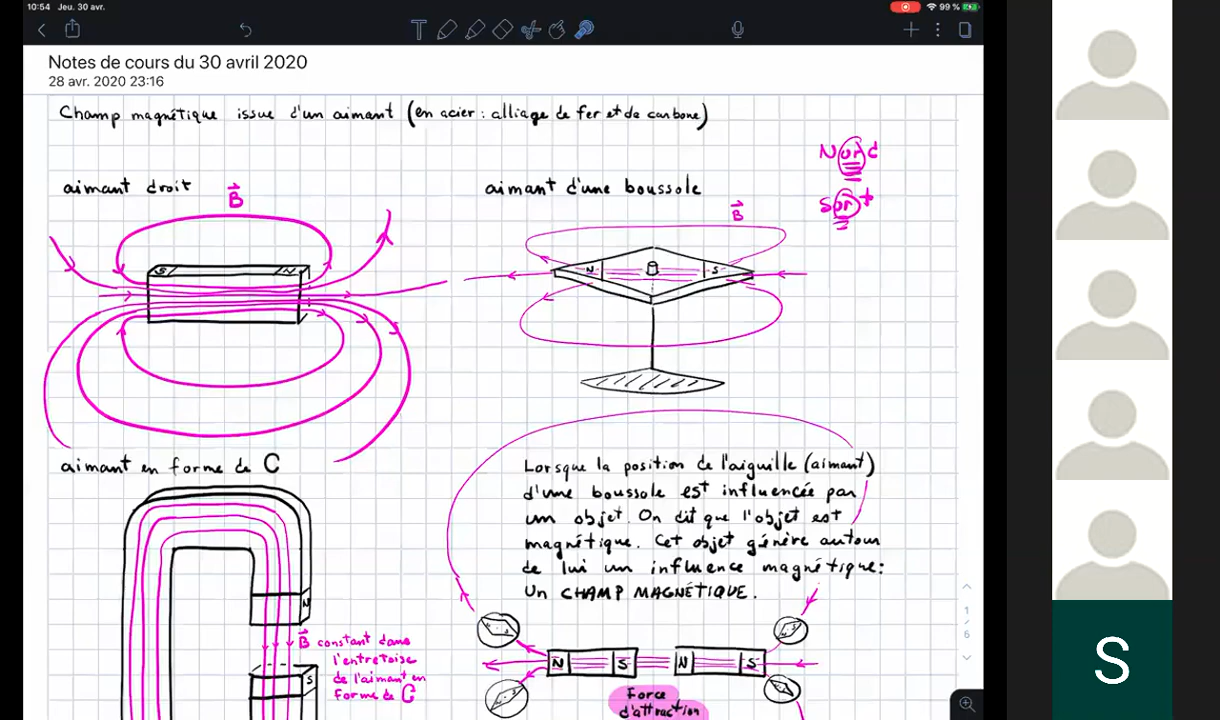 10:54 Jeu. 30 avr.
99 %
T
Notes de cours du 30 avril 2020
28 avr. 2020 23:16
Champ magnétique issue d'un aimant (en acier : alliage de fer et de carbone)
Nord
Sort
aimant droit
aimant d'une boussole
B
B
S N
N S
aimant en forme de C
Lorsque la position de l'aiguille (aimant)
d'une boussole est influencée par
un objet. On dit que l'objet est
magnétique. Cet objet génère autour
de lui un influence magnétique:
Un CHAMP MAGNÉTIQUE.
N
B constant dans
l'entretoise
de l'aimant en
forme de C
S
N S N S
Force
d'attraction
1
/
6
S